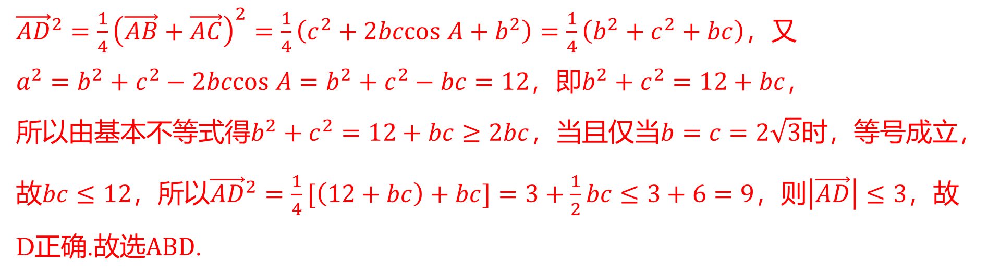 $\overrightarrow{AD}^2 = \frac{1}{4}(\overrightarrow{AB} + \overrightarrow{AC})^2 = \frac{1}{4}(c^2 + 2bc\cos A + b^2) = \frac{1}{4}(b^2 + c^2 + bc)$，又
$a^2 = b^2 + c^2 - 2bc\cos A = b^2 + c^2 - bc = 12$，即$b^2 + c^2 = 12 + bc$，
所以由基本不等式得$b^2 + c^2 = 12 + bc \geq 2bc$，当且仅当$b = c = 2\sqrt{3}$时，等号成立，
故$bc \leq 12$，所以$\overrightarrow{AD}^2 = \frac{1}{4}[(12 + bc) + bc] = 3 + \frac{1}{2}bc \leq 3 + 6 = 9$，则$|\overrightarrow{AD}| \leq 3$，故
D正确.故选ABD.